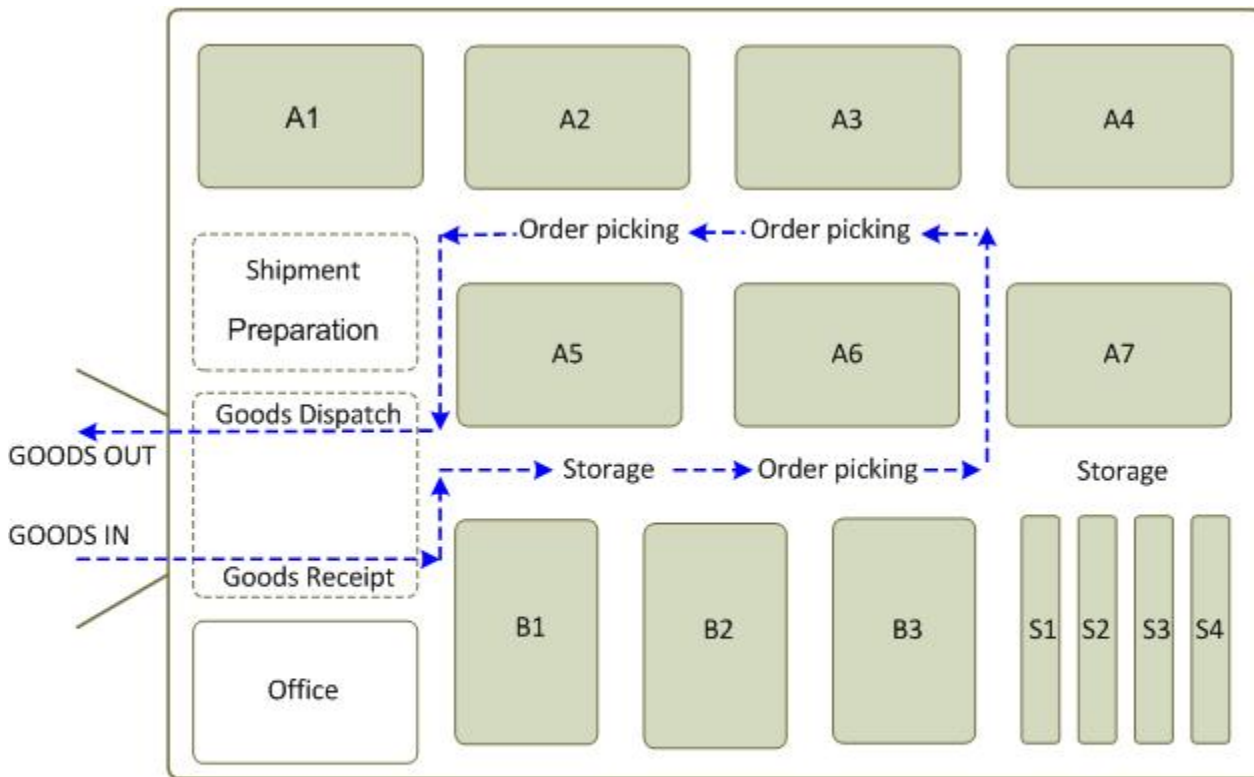 A1
A2
A3
A4
Order picking
Order picking
Shipment
Preparation
A5
A6
A7
Goods Dispatch
GOODS OUT
Storage
Order picking
Storage
GOODS IN
Goods Receipt
B1
B2
B3
S1
S2
S3
S4
Office